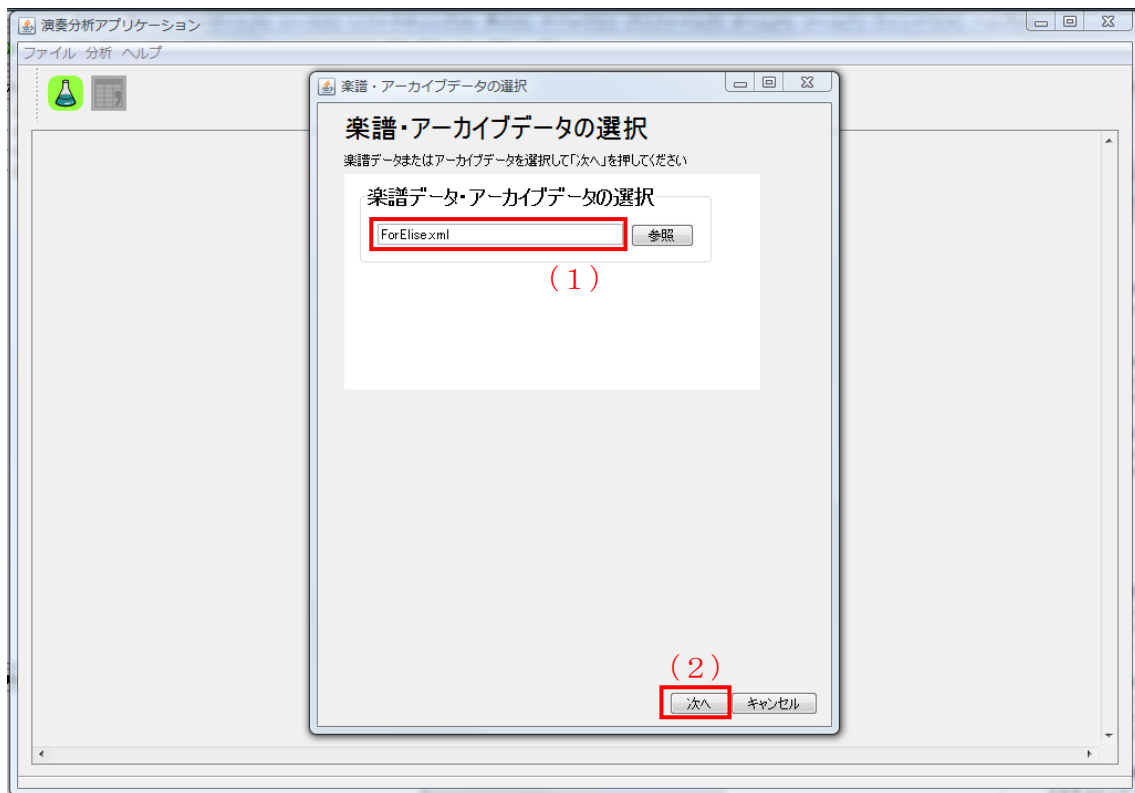 演奏分析アプリケーション
ファイル 分析 ヘルプ
楽譜・アーカイブデータの選択
楽譜・アーカイブデータの選択
楽譜データまたはアーカイブデータを選択して「次へ」を押してください
楽譜データ・アーカイブデータの選択
ForElise.xml 参照
(1)
(2)
次へ キャンセル